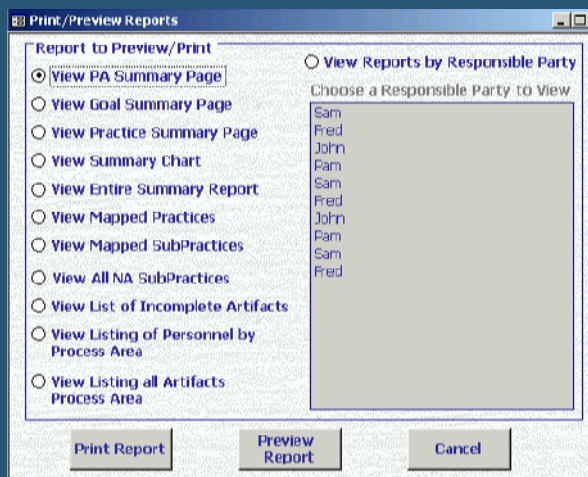 Print/Preview Reports
Report to Preview/Print
View PA Summary Page
View Goal Summary Page
View Practice Summary Page
View Summary Chart
View Entire Summary Report
View Mapped Practices
View Mapped SubPractices
View All NA SubPractices
View List of Incomplete Artifacts
View Listing of Personnel by
Process Area
View Listing all Artifacts
Process Area
View Reports by Responsible Party
Choose a Responsible Party to View
Sam
Fred
John
Pam
Sam
Fred
John
Pam
Sam
Fred
Print Report
Preview
Report
Cancel